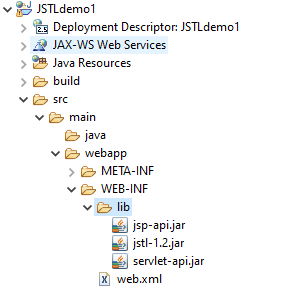 JSTLdemo1
Deployment Descriptor: JSTLdemo1
JAX-WS Web Services
Java Resources
build
src
main
java
webapp
META-INF
WEB-INF
lib
jsp-api.jar
jstl-1.2.jar
servlet-api.jar
web.xml